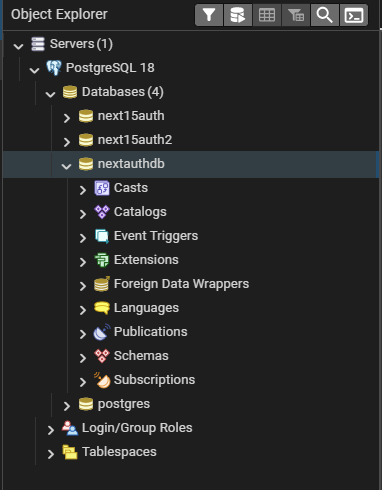 Object Explorer
Servers (1)
PostgreSQL 18
Databases (4)
next15auth
next15auth2
nextauthdb
Casts
Catalogs
Event Triggers
Extensions
Foreign Data Wrappers
Languages
Publications
Schemas
Subscriptions
postgres
Login/Group Roles
Tablespaces